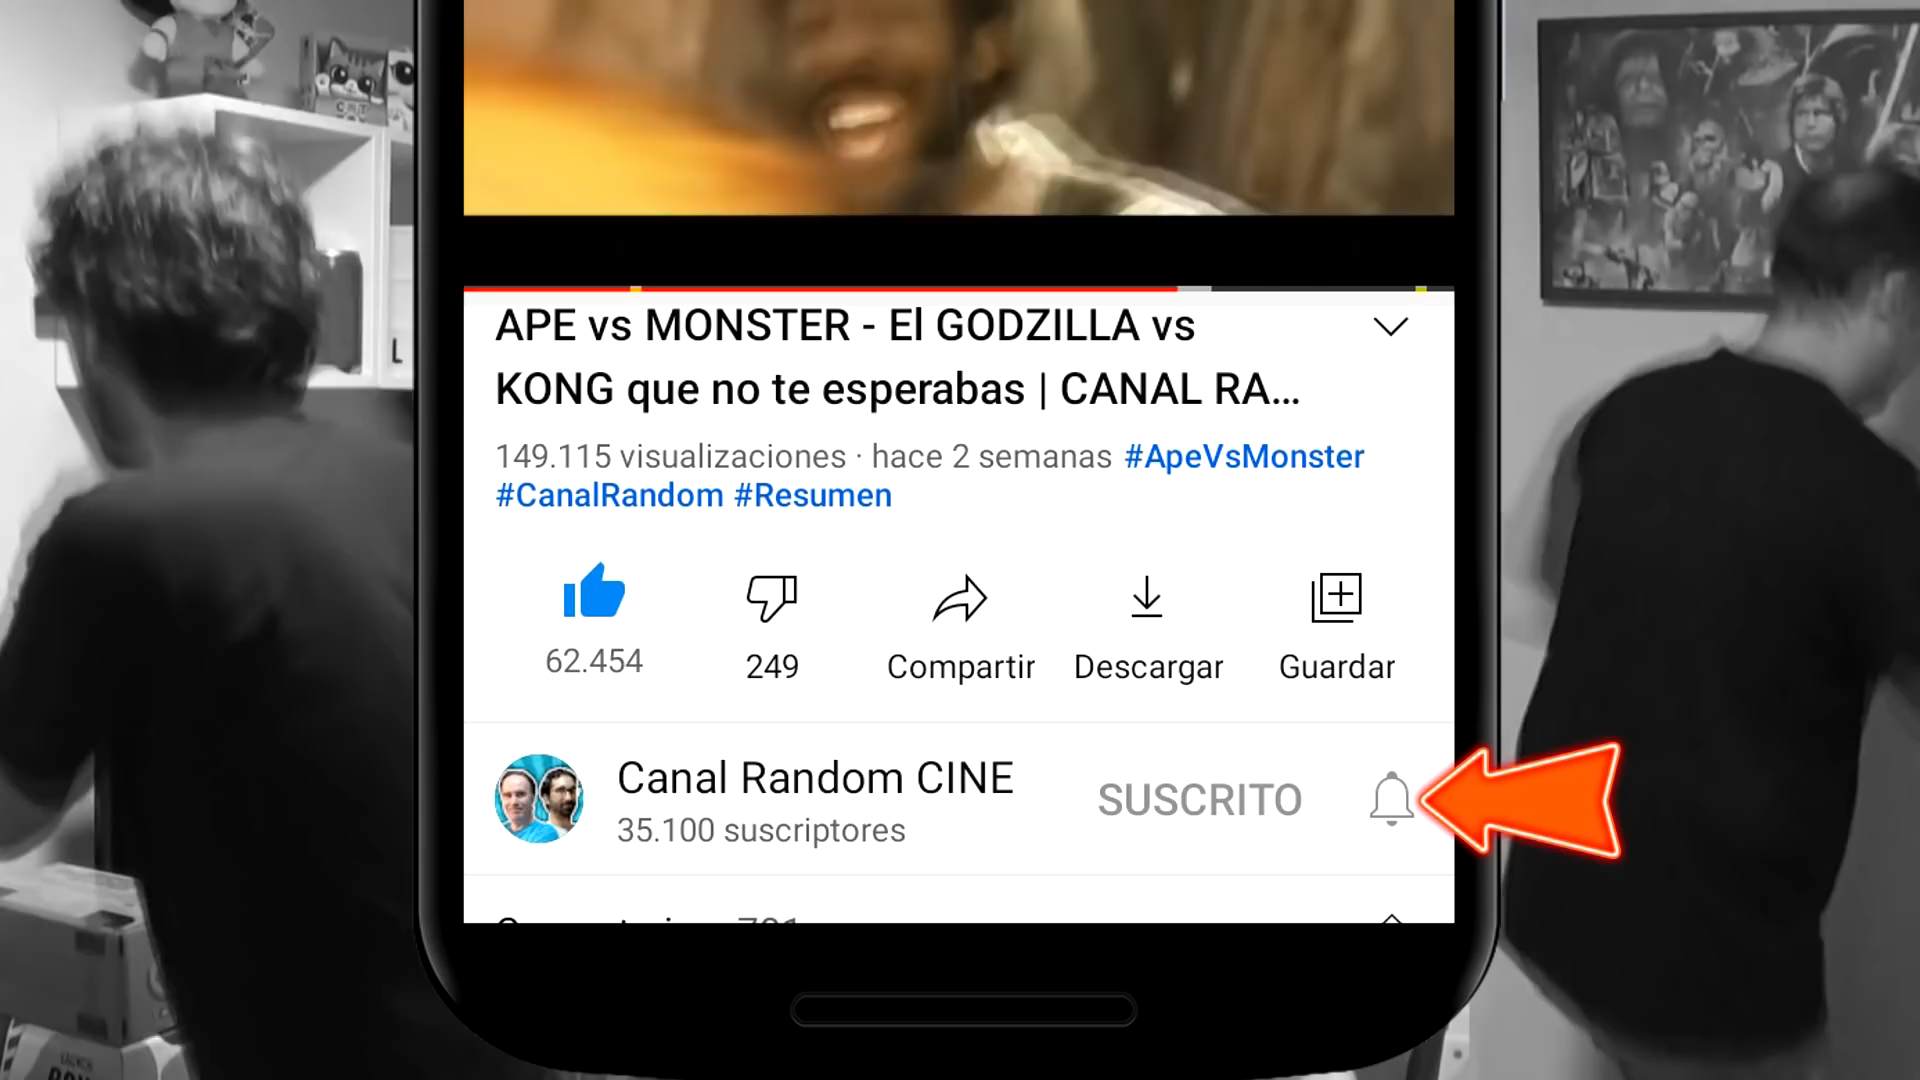 APE vs MONSTER - El GODZILLA vs
KONG que no te esperabas | CANAL RA...
149.115 visualizaciones · hace 2 semanas #ApeVsMonster
#CanalRandom #Resumen
62.454
249
Compartir
Descargar
Guardar
Canal Random CINE
35.100 suscriptores
SUSCRITO